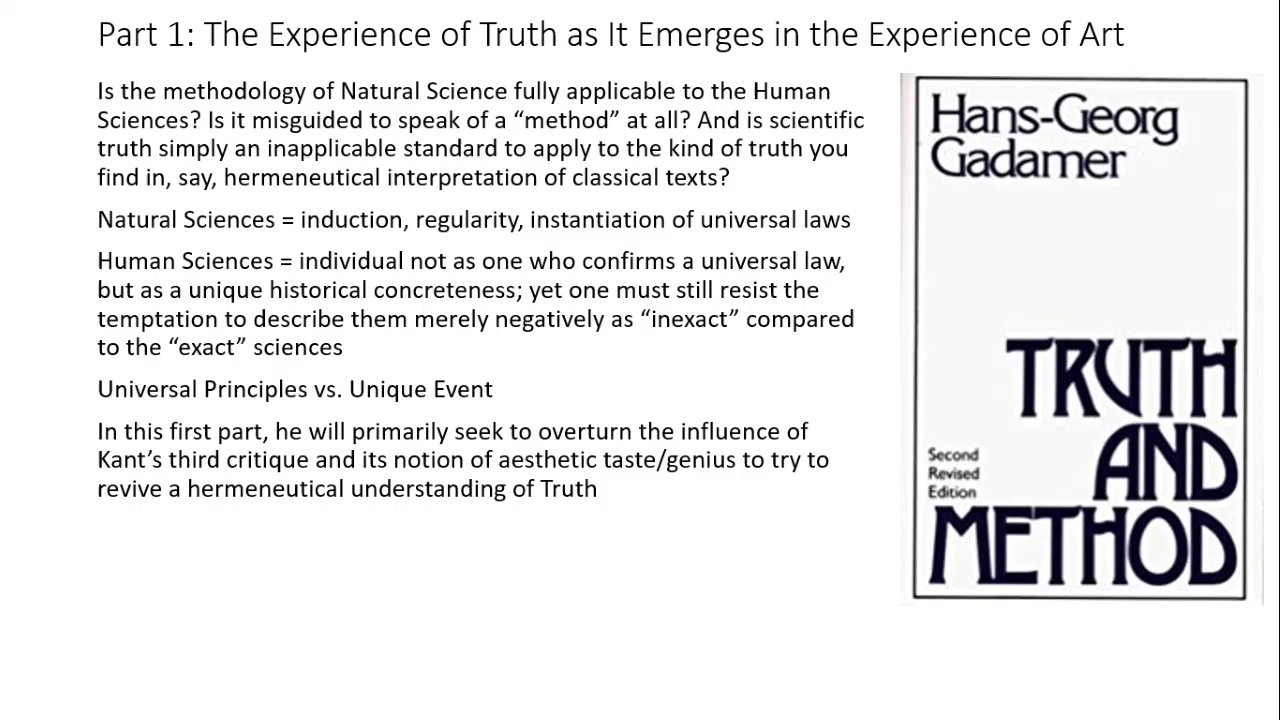 Part 1: The Experience of Truth as It Emerges in the Experience of Art
Is the methodology of Natural Science fully applicable to the Human
Sciences? Is it misguided to speak of a “method” at all? And is scientific
truth simply an inapplicable standard to apply to the kind of truth you
find in, say, hermeneutical interpretation of classical texts?
Natural Sciences = induction, regularity, instantiation of universal laws
Human Sciences = individual not as one who confirms a universal law,
but as a unique historical concreteness; yet one must still resist the
temptation to describe them merely negatively as “inexact” compared
to the “exact” sciences
Universal Principles vs. Unique Event
In this first part, he will primarily seek to overturn the influence of
Kant’s third critique and its notion of aesthetic taste/genius to try to
revive a hermeneutical understanding of Truth
Hans-Georg
Gadamer
TRUTH
AND
METHOD
Second
Revised
Edition